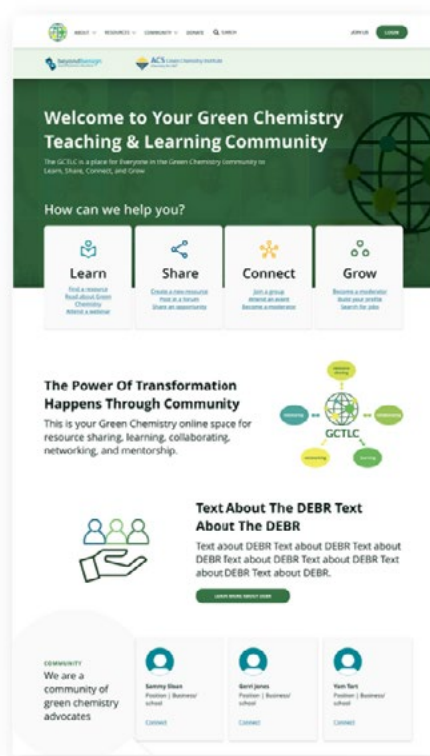 ABOUT
RESOURCES
COMMUNITY
DONATE
SEARCH
JOIN US
LOGIN
beyondbenign
ACS Green Chemistry Institute
Welcome to Your Green Chemistry
Teaching & Learning Community
The GCTLC is a place for Everyone in the Green Chemistry Community to
Learn, Share, Connect, and Grow
How can we help you?
Learn
Find a resource
Read about Green
Chemistry
Attend a webinar
Share
Create a new resource
Post in a forum
Share an opportunity
Connect
Join a group
Attend an event
Become a moderator
Grow
Become a moderator
Build your profile
Search for jobs
The Power Of Transformation
Happens Through Community
This is your Green Chemistry online space for
resource sharing, learning, collaborating,
networking, and mentorship.
GCTLC
Text About The DEBR Text
About The DEBR
Text about DEBR Text about DEBR Text about
DEBR Text about DEBR Text about DEBR Text
about DEBR Text about DEBR.
LEARN MORE ABOUT DEBR
COMMUNITY
We are a
community of
green chemistry
advocates
Sammy Sloan
Position | Business/
school
Connect
Gerri Jones
Position | Business/
school
Connect
Yom Tart
Position | Business/
school
Connect